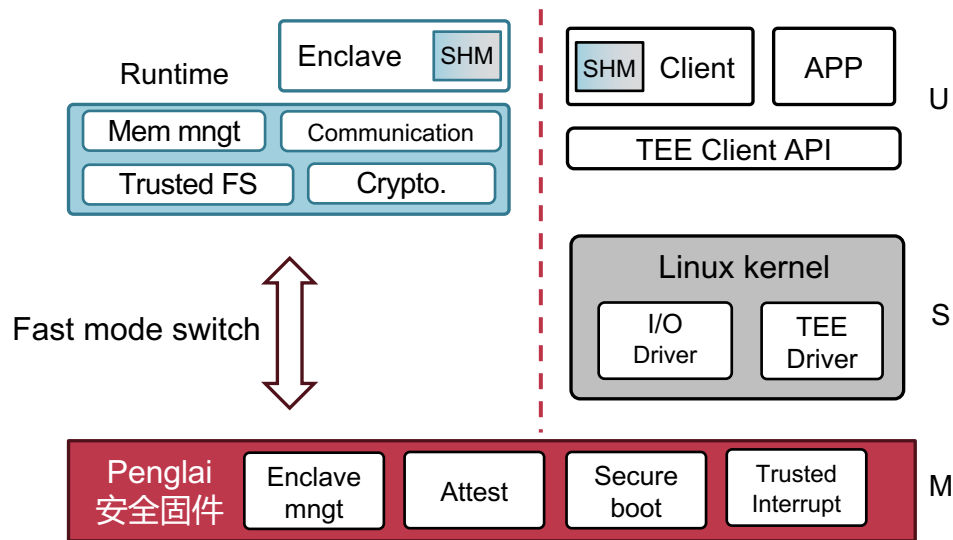 Enclave
SHM
Runtime
Mem mngt
Communication
Trusted FS
Crypto.
SHM
Client
APP
U
TEE Client API
Fast mode switch
Linux kernel
I/O
Driver
TEE
Driver
S
Penglai
安全固件
Enclave
mngt
Attest
Secure
boot
Trusted
Interrupt
M